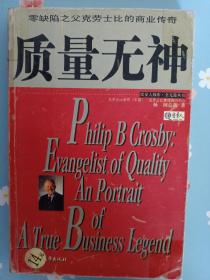 零缺陷之父克劳士比的商业传奇
质量无神
Philip B Crosby:
Evangelist of Quality
An Portrait
of
A True Business Legend